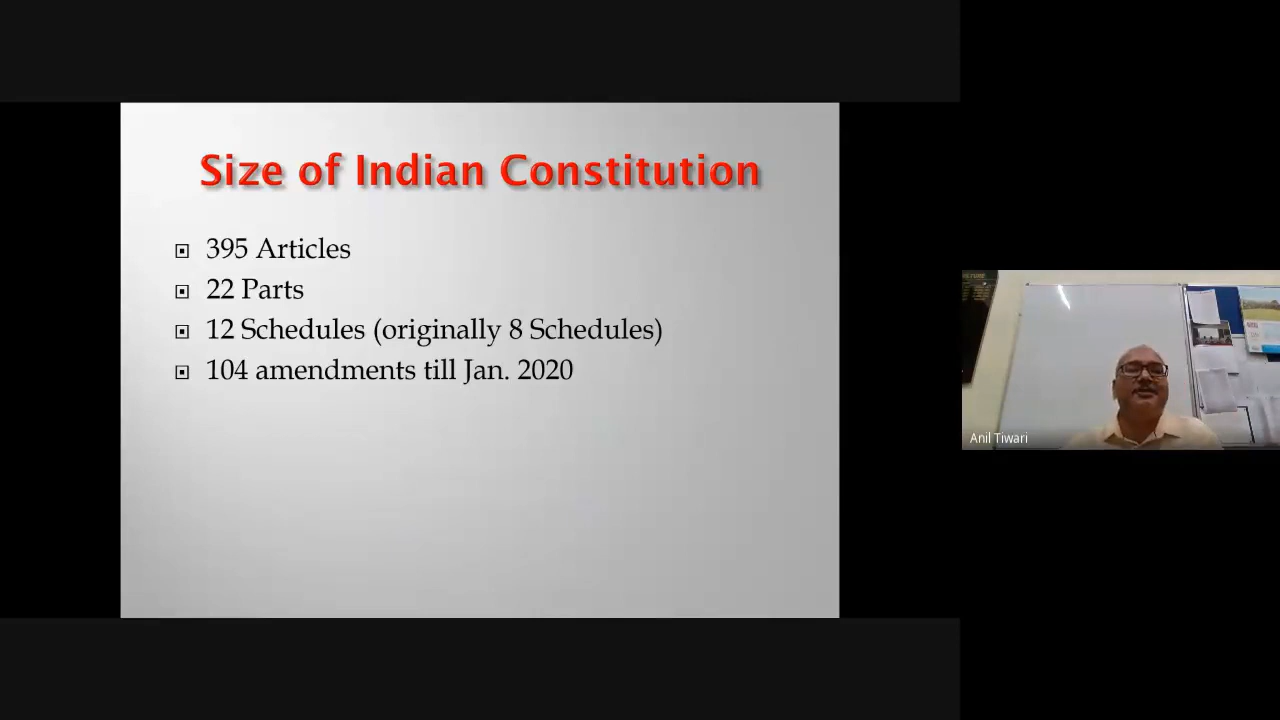 Size of Indian Constitution
395 Articles
22 Parts
12 Schedules (originally 8 Schedules)
104 amendments till Jan. 2020
Anil Tiwari